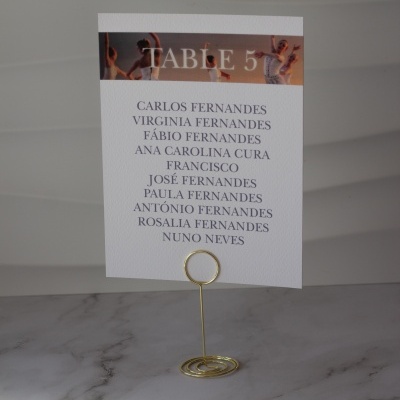 TABLE 5
CARLOS FERNANDES
VIRGINIA FERNANDES
FÁBIO FERNANDES
ANA CAROLINA CURA
FRANCISCO
JOSÉ FERNANDES
PAULA FERNANDES
ANTÓNIO FERNANDES
ROSALIA FERNANDES
NUNO NEVES